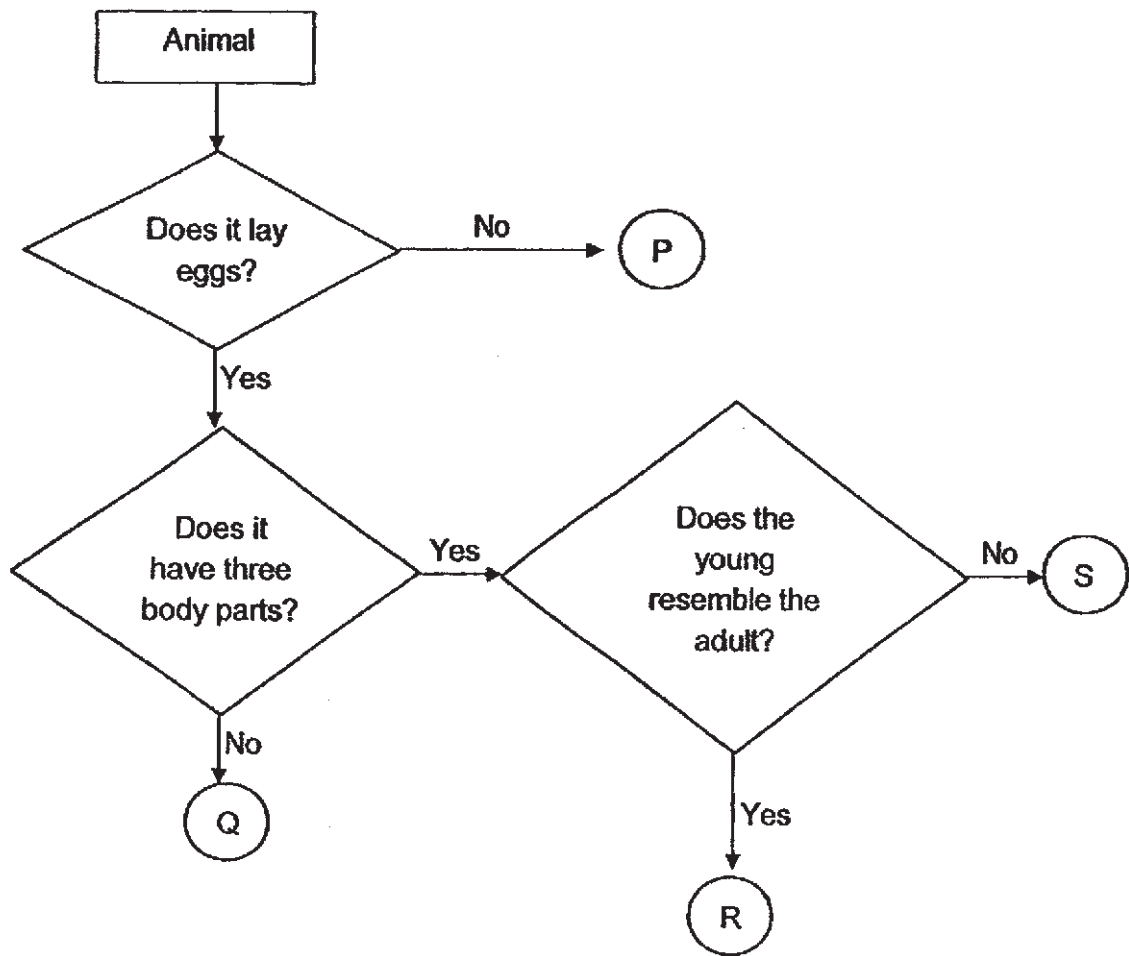 Animal
Does it lay
eggs?
No
P
Yes
Does it
have three
body parts?
Yes
Does the
young
resemble the
adult?
No
S
No
Q
Yes
R